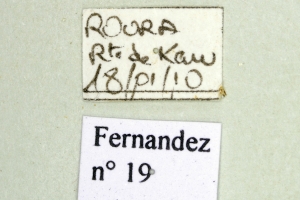 ROURA
Rte de Kaw
18/01/10
Fernandez
n° 19